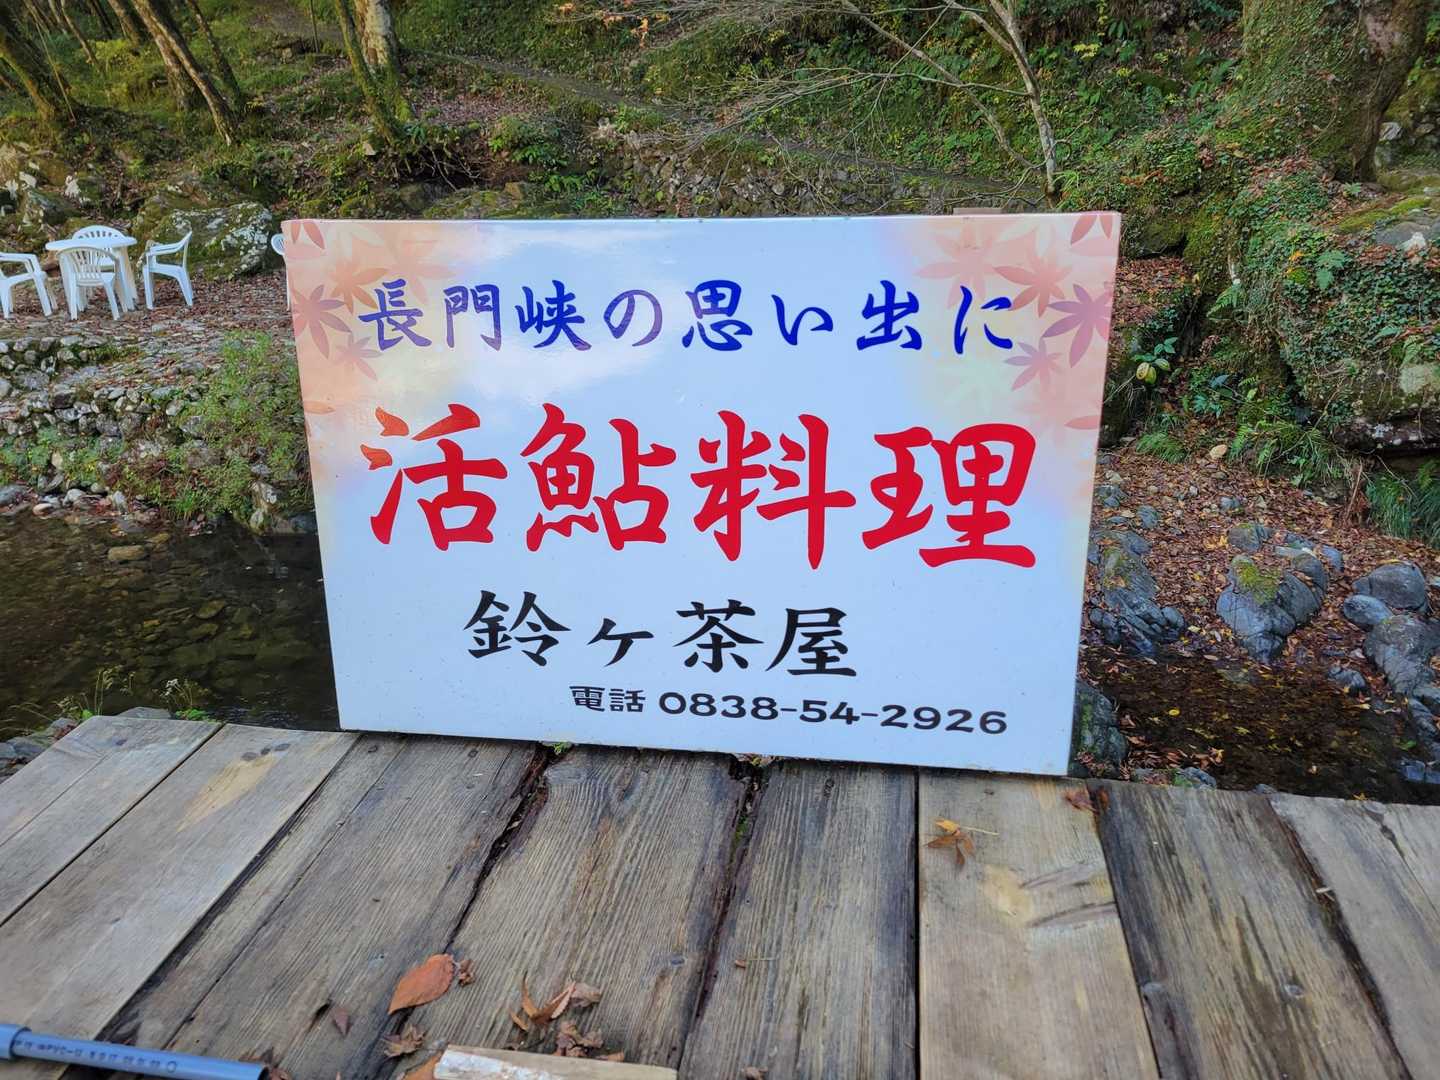 長門峡の思い出に
活鮎料理
鈴ヶ茶屋
電話 0838-54-2926